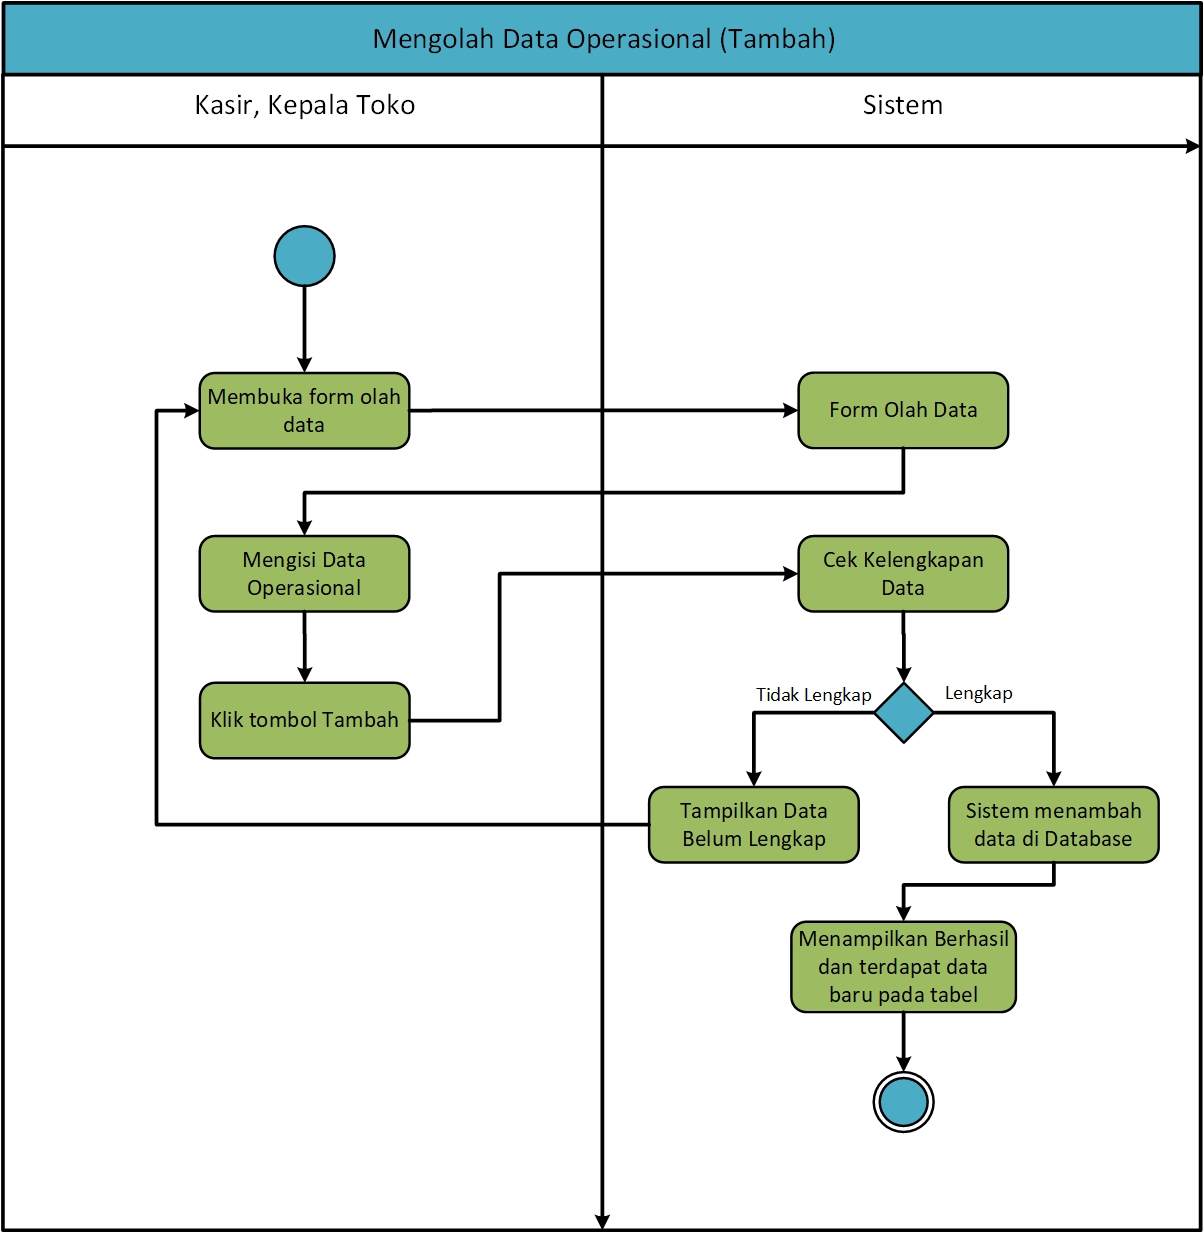 Mengolah Data Operasional (Tambah)
Kasir, Kepala Toko
Sistem
Membuka form olah
data
Form Olah Data
Mengisi Data
Operasional
Cek Kelengkapan
Data
Klik tombol Tambah
Tidak Lengkap
Lengkap
Tampilkan Data
Belum Lengkap
Sistem menambah
data di Database
Menampilkan Berhasil
dan terdapat data
baru pada tabel